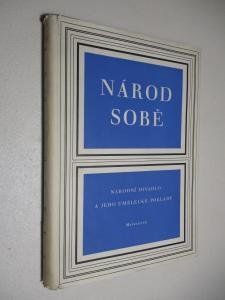 NÁROD
SOBĚ
NÁRODNÍ DIVADLO
A JEHO UMĚLECKÉ POKLADY
Melantrich